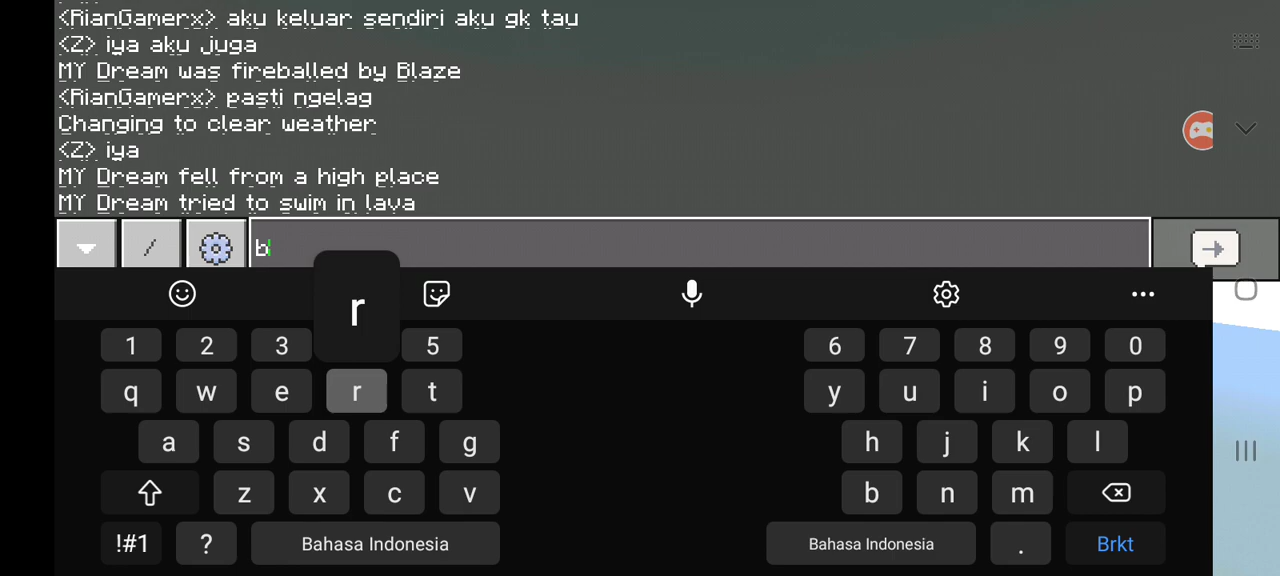 <RianGamerx> aku keluar sendiri aku gk tau
<Z> iya aku juga
MY Dream was fireballed by Blaze
<RianGamerx> pasti ngelag
Changing to clear weather
<Z> iya
MY Dream fell from a high place
MY Dream tried to swim in lava
/ b
r
1 2 3 5 6 7 8 9 0
q w e r t y u i o p
a s d f g h j k l
z x c v b n m
!#1 ? Bahasa Indonesia Bahasa Indonesia . Brkt